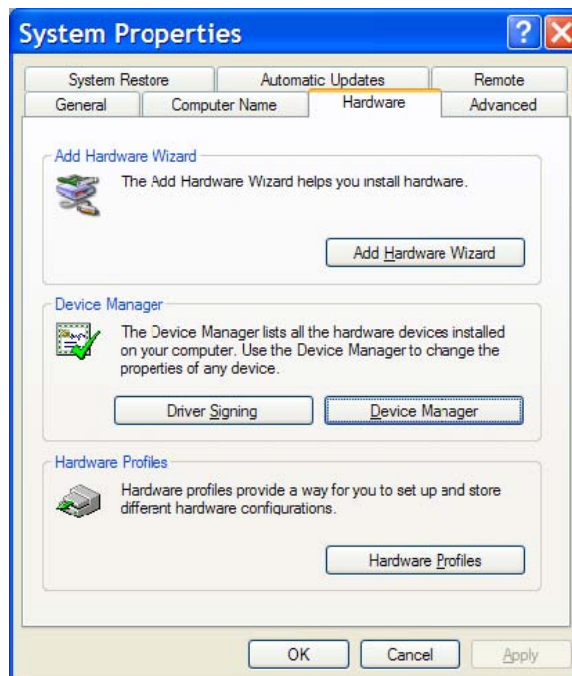 System Properties
?
System Restore Automatic Updates Remote
General Computer Name Hardware Advanced
Add Hardware Wizard
The Add Hardware Wizard helps you install hardware.
Add Hardware Wizard
Device Manager
The Device Manager lists all the hardware devices installed
on your computer. Use the Device Manager to change the
properties of any device.
Driver Signing Device Manager
Hardware Profiles
Hardware profiles provide a way for you to set up and store
different hardware configurations.
Hardware Profiles
OK Cancel Apply